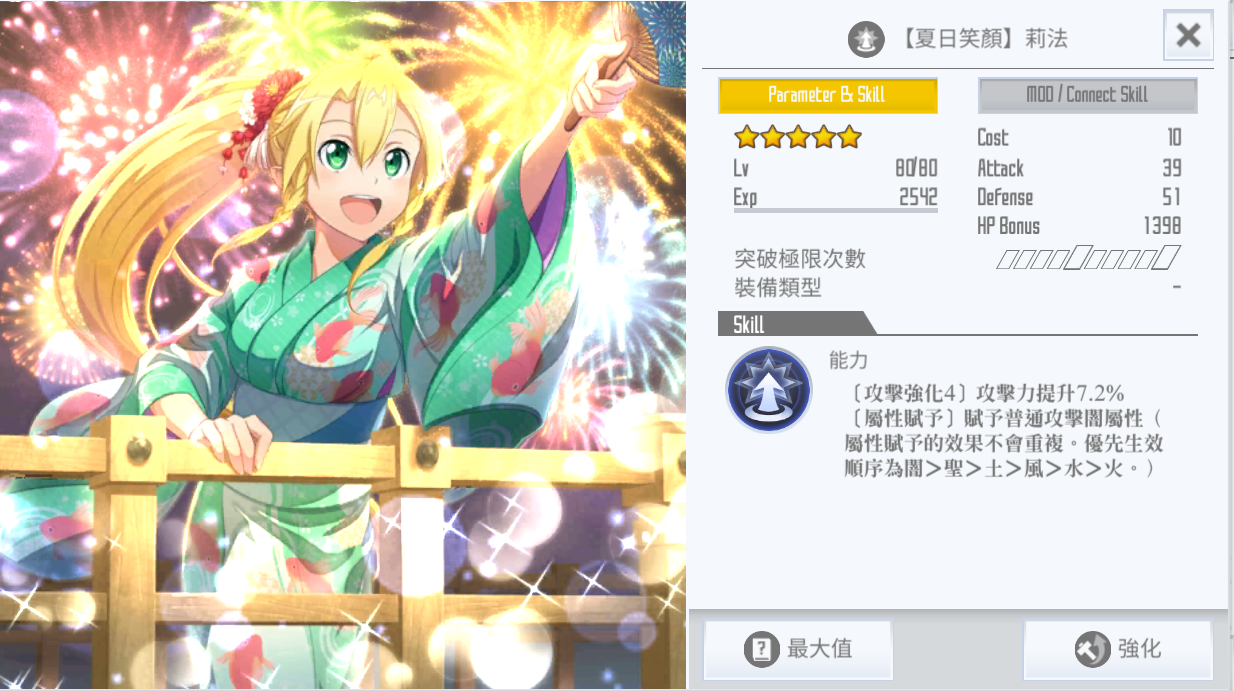 【夏日笑顏】莉法
Parameter & Skill
MOD / Connect Skill
Lv 80/80
Exp 2542
Cost 10
Attack 39
Defense 51
HP Bonus 1398
突破極限次數
裝備類型 -
Skill
能力
〔攻擊強化4〕攻擊力提升7.2%
〔屬性賦予〕賦予普通攻擊闇屬性（
屬性賦予的效果不會重複。優先生效
順序為闇＞聖＞土＞風＞水＞火。）
最大值
強化